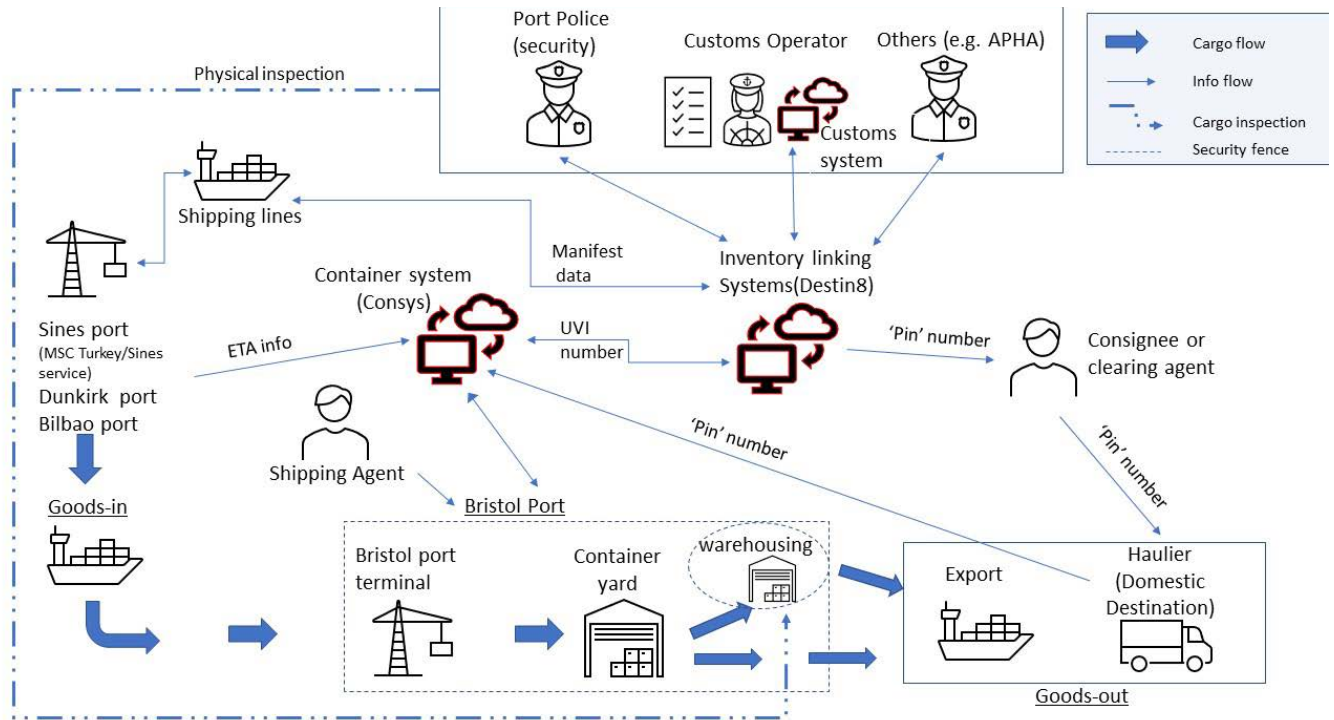 Port Police
(security)
Customs Operator
Others (e.g. APHA)
Customs
system
Cargo flow
Info flow
Cargo inspection
Security fence
Physical inspection
Shipping lines
Manifest
data
Inventory linking
Systems(Destin8)
Container system
(Consys)
Sines port
(MSC Turkey/Sines
service)
Dunkirk port
Bilbao port
ETA info
UVI
number
'Pin' number
Consignee or
clearing agent
'Pin' number
'Pin' number
Shipping Agent
Bristol Port
Goods-in
Bristol port
terminal
Container
yard
warehousing
Export
Haulier
(Domestic
Destination)
Goods-out